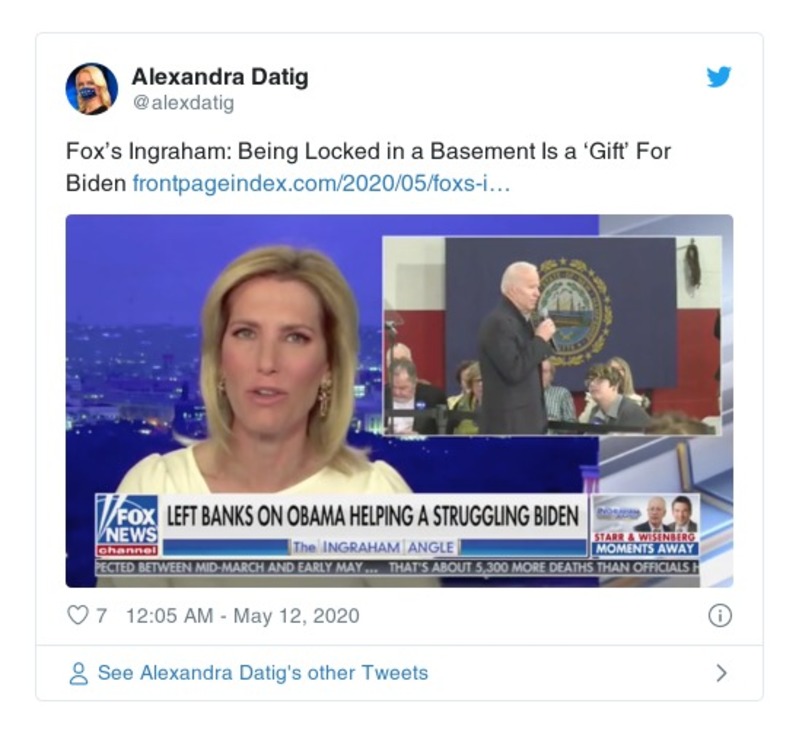 Alexandra Datig
@alexdatig
Fox’s Ingraham: Being Locked in a Basement Is a ‘Gift’ For
Biden frontpageindex.com/2020/05/foxs-i…
FOX
NEWS
channel
LEFT BANKS ON OBAMA HELPING A STRUGGLING BIDEN
The INGRAHAM ANGLE
STARR & WISENBERG
MOMENTS AWAY
PECTED BETWEEN MID-MARCH AND EARLY MAY... THAT'S ABOUT 5,300 MORE DEATHS THAN OFFICIALS H
7 12:05 AM - May 12, 2020
See Alexandra Datig's other Tweets